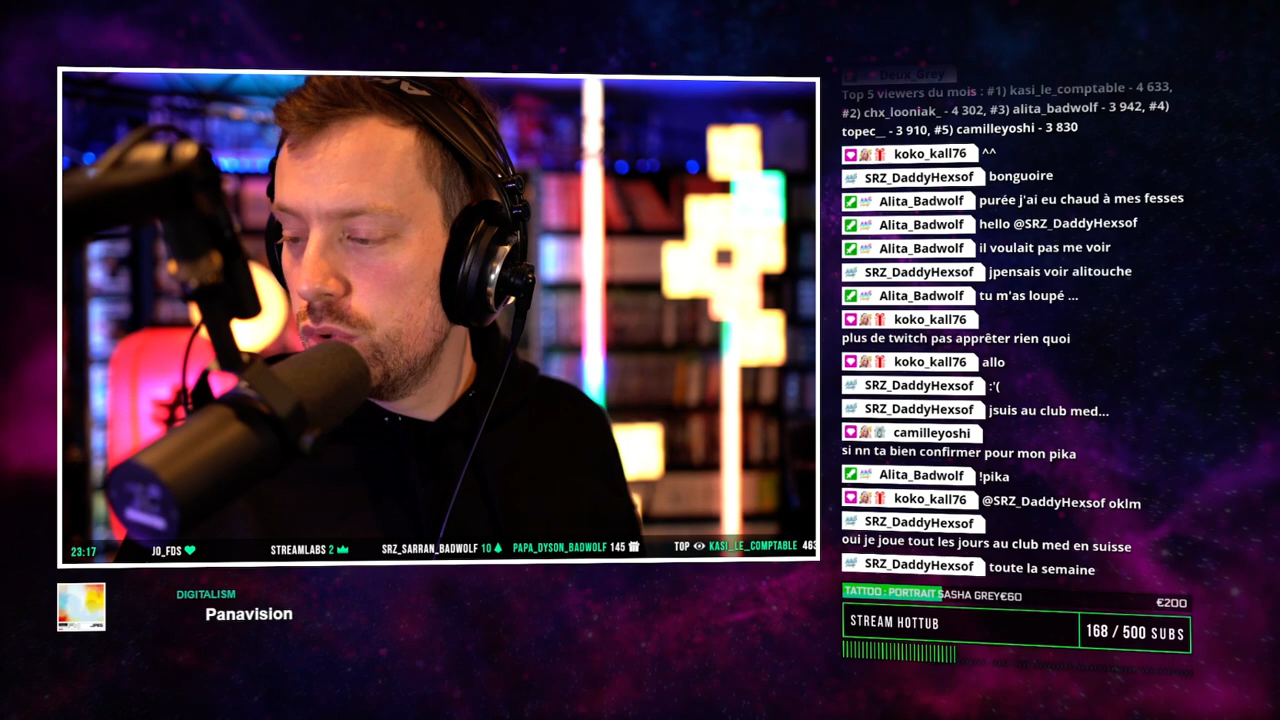 Deux_Grey
Top 5 viewers du mois : #1) kasi_le_comptable - 4 633,
#2) chx_looniak_ - 4 302, #3) alita_badwolf - 3 942, #4)
topec__ - 3 910, #5) camilleyoshi - 3 830
koko_kall76 ^^
SRZ_DaddyHexsof bonguoire
Alita_Badwolf purée j'ai eu chaud à mes fesses
Alita_Badwolf hello @SRZ_DaddyHexsof
Alita_Badwolf il voulait pas me voir
SRZ_DaddyHexsof jpensais voir alitouche
Alita_Badwolf tu m'as loupé ...
koko_kall76
plus de twitch pas apprêter rien quoi
koko_kall76 allo
SRZ_DaddyHexsof :'(
SRZ_DaddyHexsof jsuis au club med...
camilleyoshi
si nn ta bien confirmer pour mon pika
Alita_Badwolf !pika
koko_kall76 @SRZ_DaddyHexsof oklm
SRZ_DaddyHexsof
oui je joue tout les jours au club med en suisse
SRZ_DaddyHexsof toute la semaine
23:17 JO_FDS STREAMLABS 2 SRZ_SARRAN_BADWOLF 10 PAPA_DYSON_BADWOLF 145 TOP KASI_LE_COMPTABLE 463
TATTOO : PORTRAIT SASHA GREY €60 €200
STREAM HOTTUB 168 / 500 SUBS
DIGITALISM
Panavision